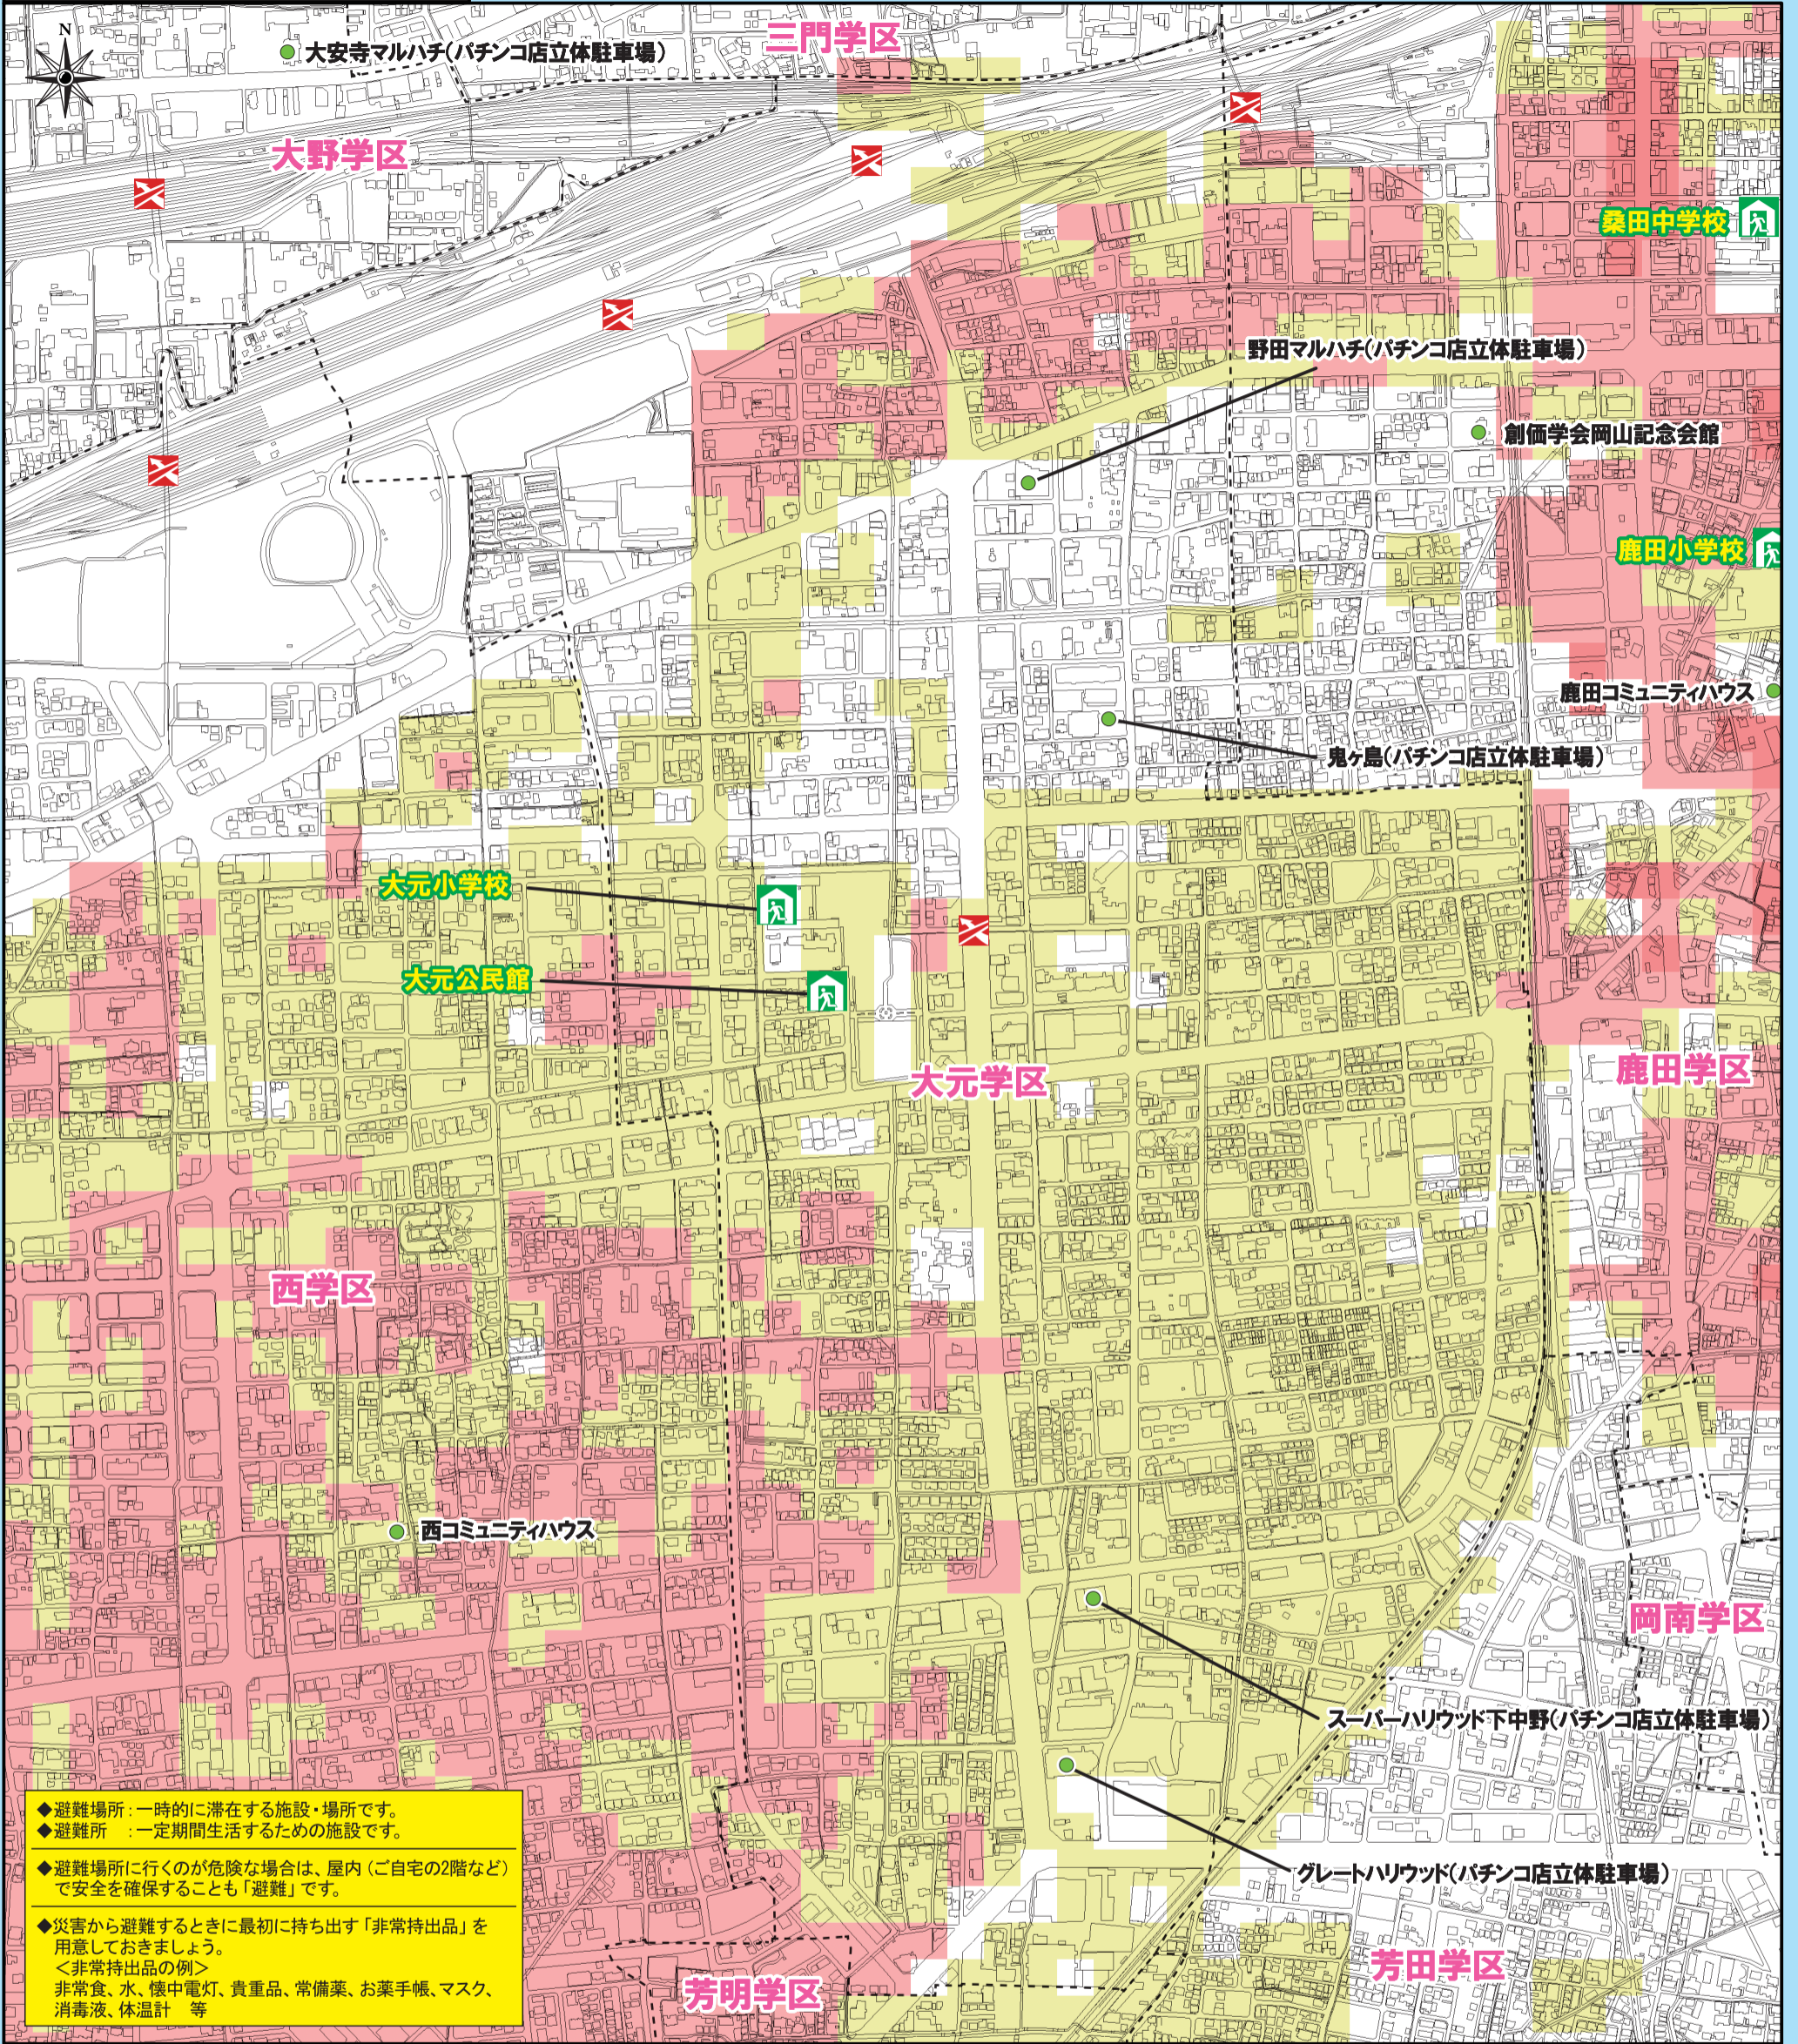 N
三門学区
大安寺マルハチ(パチンコ店立体駐車場)
大野学区
桑田中学校
野田マルハチ(パチンコ店立体駐車場)
創価学会岡山記念会館
鹿田小学校
鹿田コミュニティハウス
鬼ヶ島(パチンコ店立体駐車場)
大元小学校
大元公民館
大元学区
鹿田学区
西学区
西コミュニティハウス
岡南学区
スーパーハリウッド下中野(パチンコ店立体駐車場)
グレートハリウッド(パチンコ店立体駐車場)
芳田学区
芳明学区
◆避難場所:一時的に滞在する施設・場所です。
◆避難所 :一定期間生活するための施設です。
◆避難場所に行くのが危険な場合は、屋内(ご自宅の2階など)
で安全を確保することも「避難」です。
◆災害から避難するときに最初に持ち出す「非常持出品」を
用意しておきましょう。
<非常持出品の例>
非常食、水、懐中電灯、貴重品、常備薬、お薬手帳、マスク、
消毒液、体温計 等